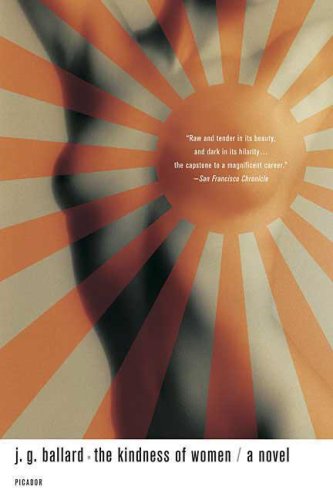 "Raw and tender in its beauty,
and dark in its hilarity...
the capstone to a magnificent career."
—San Francisco Chronicle
j. g. ballard • the kindness of women / a novel
PICADOR